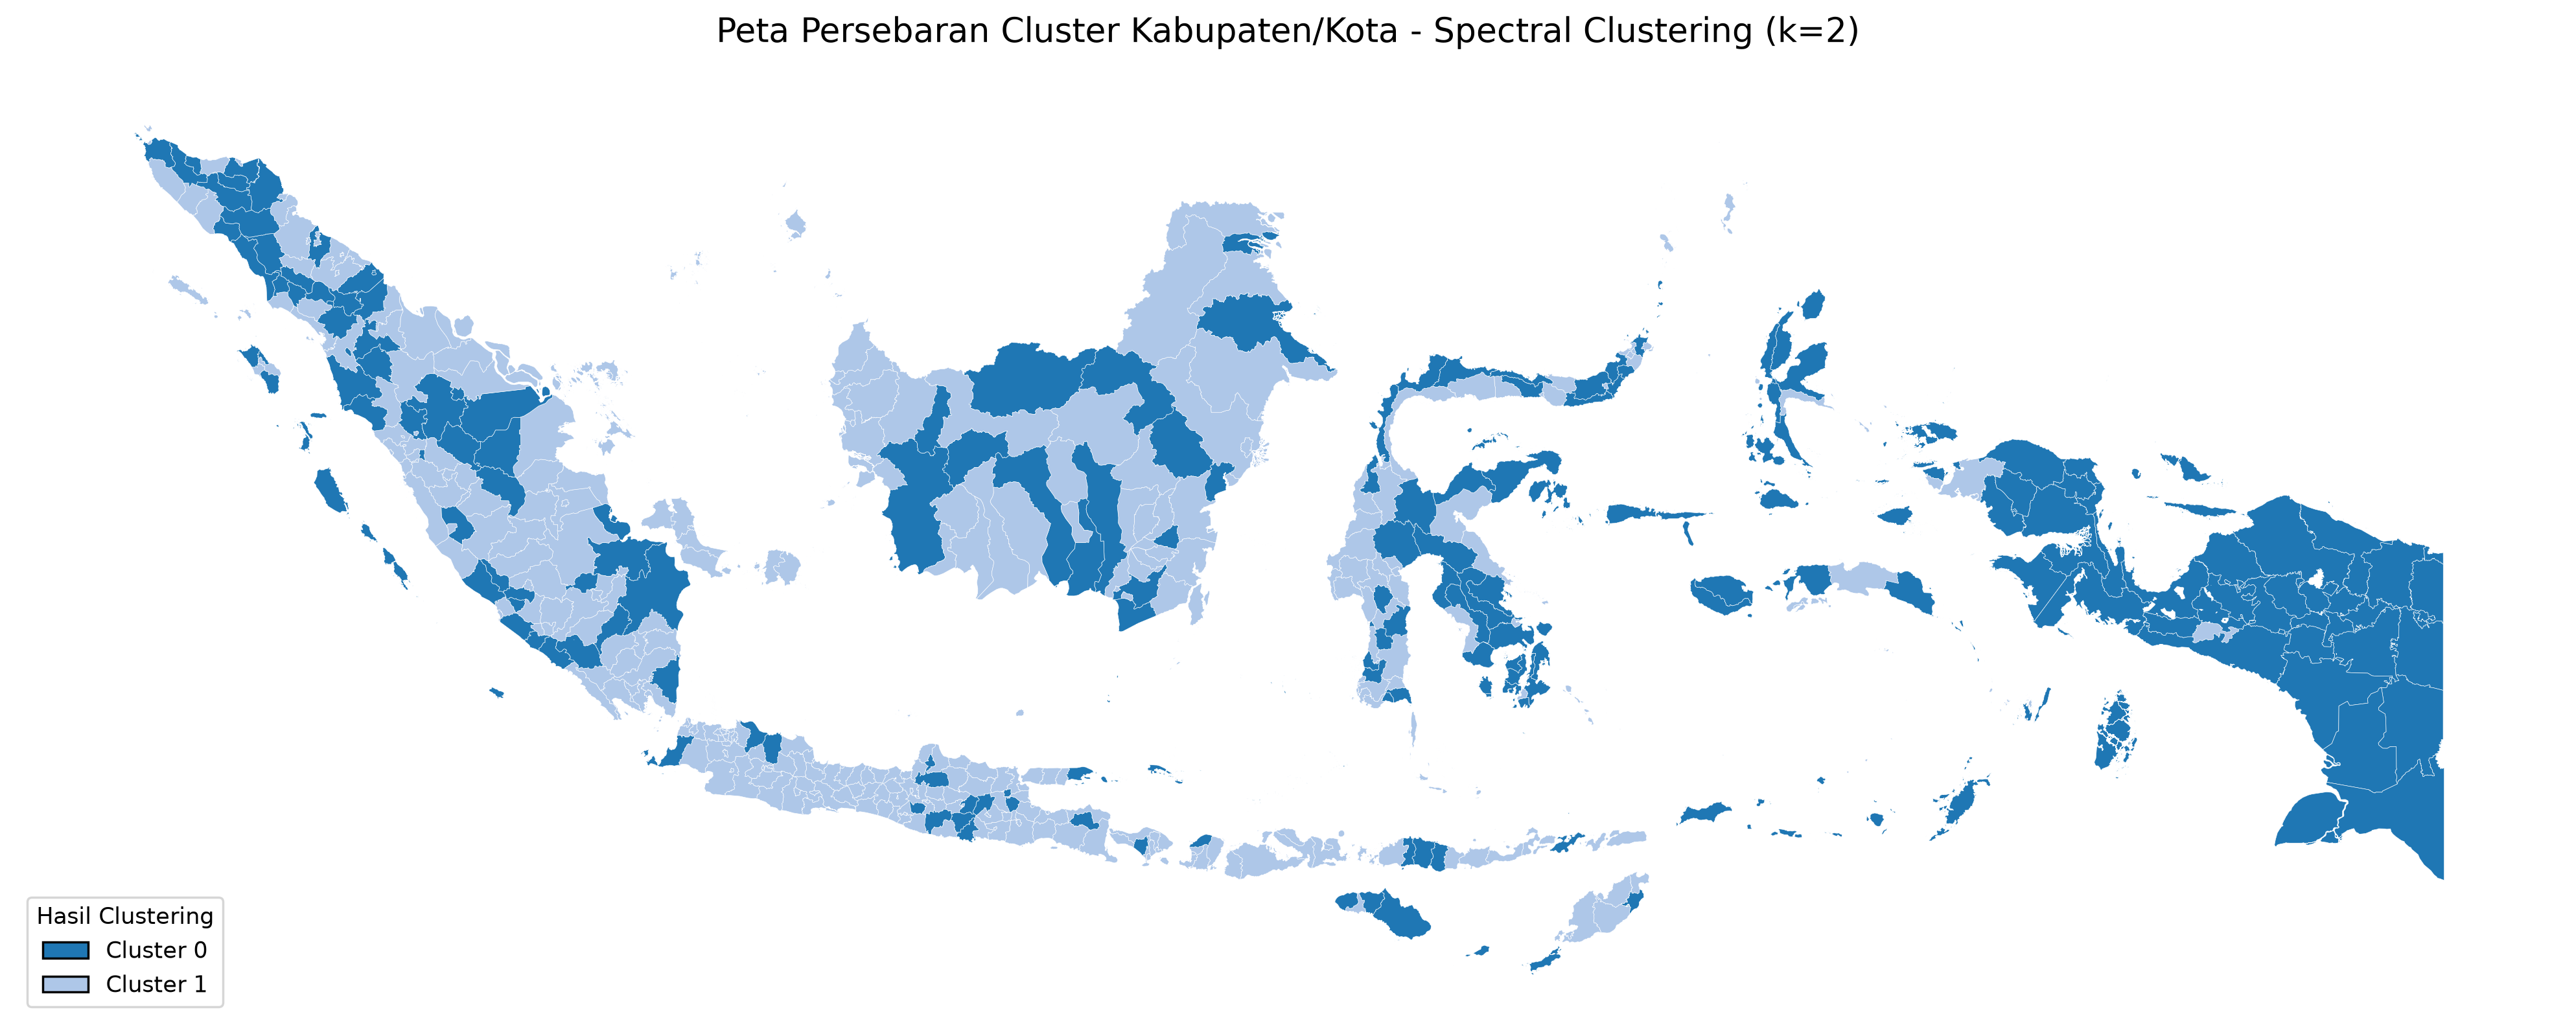 Peta Persebaran Cluster Kabupaten/Kota - Spectral Clustering (k=2)
Hasil Clustering
Cluster 0
Cluster 1